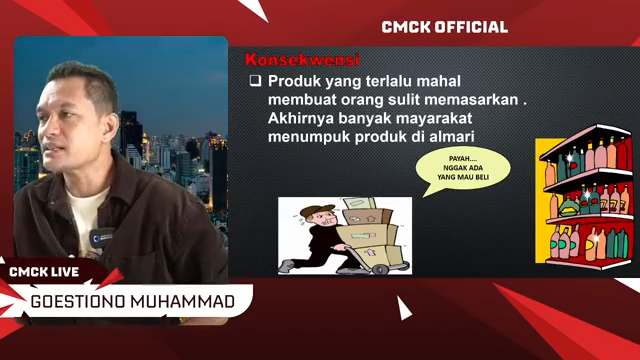 CMCK OFFICIAL
Konsekwensi
Produk yang terlalu mahal
membuat orang sulit memasarkan .
Akhirnya banyak mayarakat
menumpuk produk di almari
PAYAH....
NGGAK ADA
YANG MAU BELI
CMCK LIVE
GOESTIONO MUHAMMAD